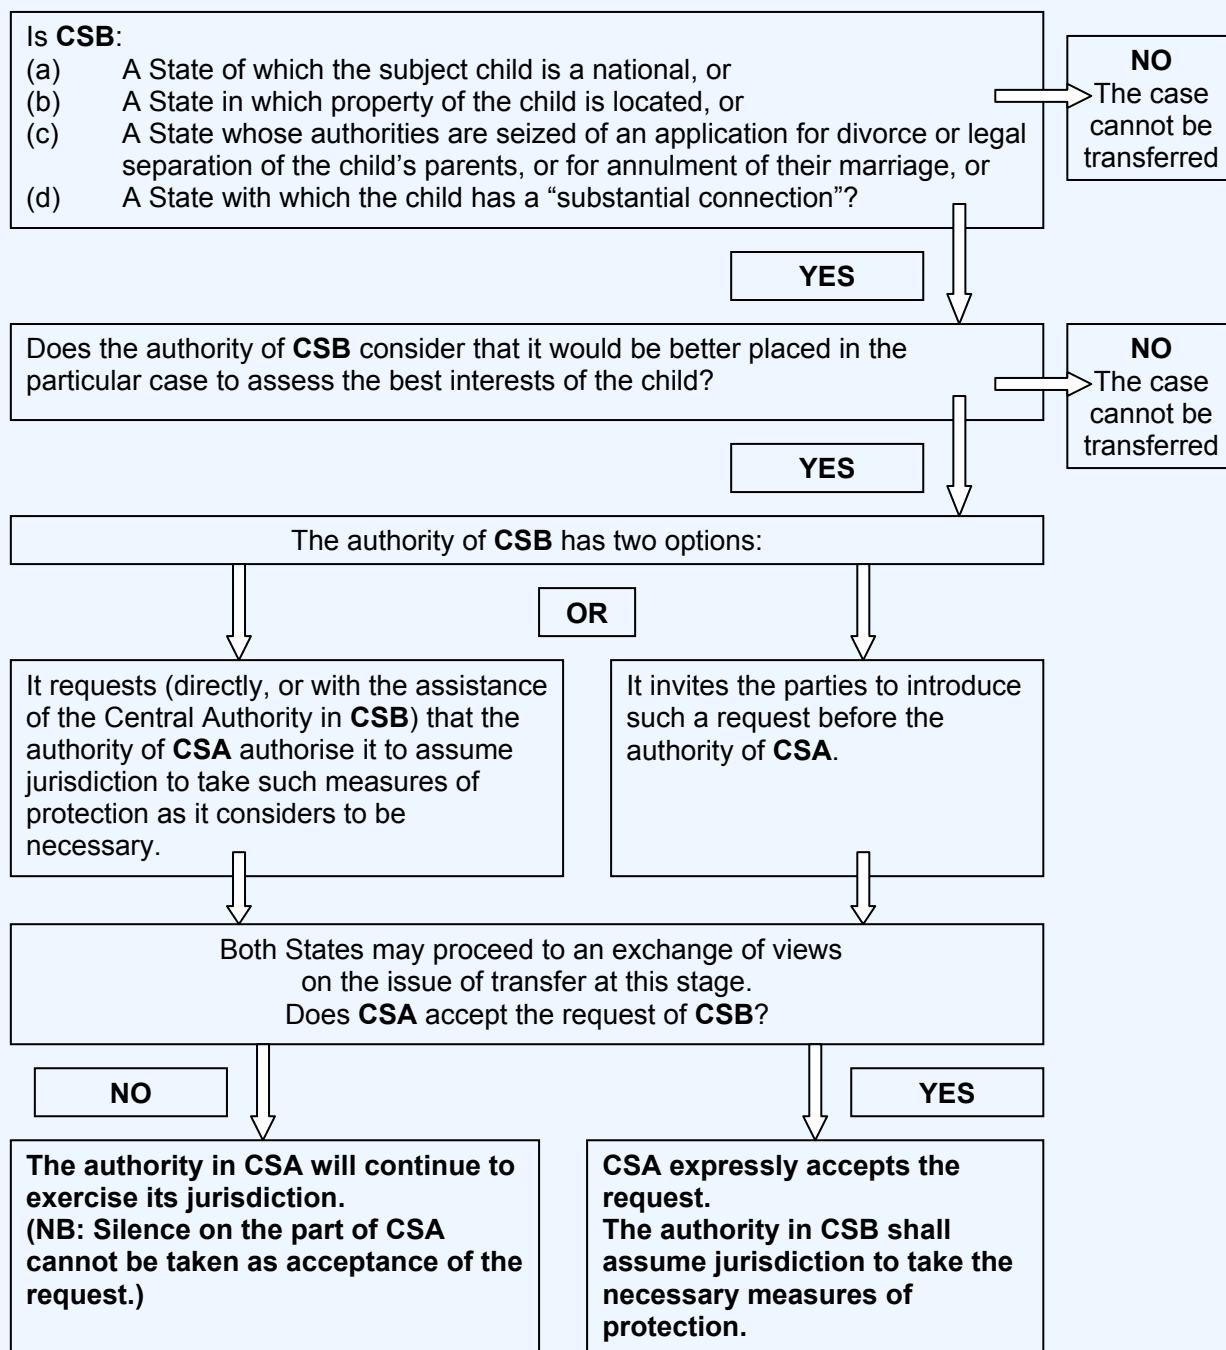 Is CSB:
(a) A State of which the subject child is a national, or
(b) A State in which property of the child is located, or
(c) A State whose authorities are seized of an application for divorce or legal
separation of the child’s parents, or for annulment of their marriage, or
(d) A State with which the child has a “substantial connection”?
NO
The case
cannot be
transferred
YES
Does the authority of CSB consider that it would be better placed in the
particular case to assess the best interests of the child?
NO
The case
cannot be
transferred
YES
The authority of CSB has two options:
OR
It requests (directly, or with the assistance
of the Central Authority in CSB) that the
authority of CSA authorise it to assume
jurisdiction to take such measures of
protection as it considers to be
necessary.
It invites the parties to introduce
such a request before the
authority of CSA.
Both States may proceed to an exchange of views
on the issue of transfer at this stage.
Does CSA accept the request of CSB?
NO
YES
The authority in CSA will continue to
exercise its jurisdiction.
(NB: Silence on the part of CSA
cannot be taken as acceptance of the
request.)
CSA expressly accepts the
request.
The authority in CSB shall
assume jurisdiction to take the
necessary measures of
protection.